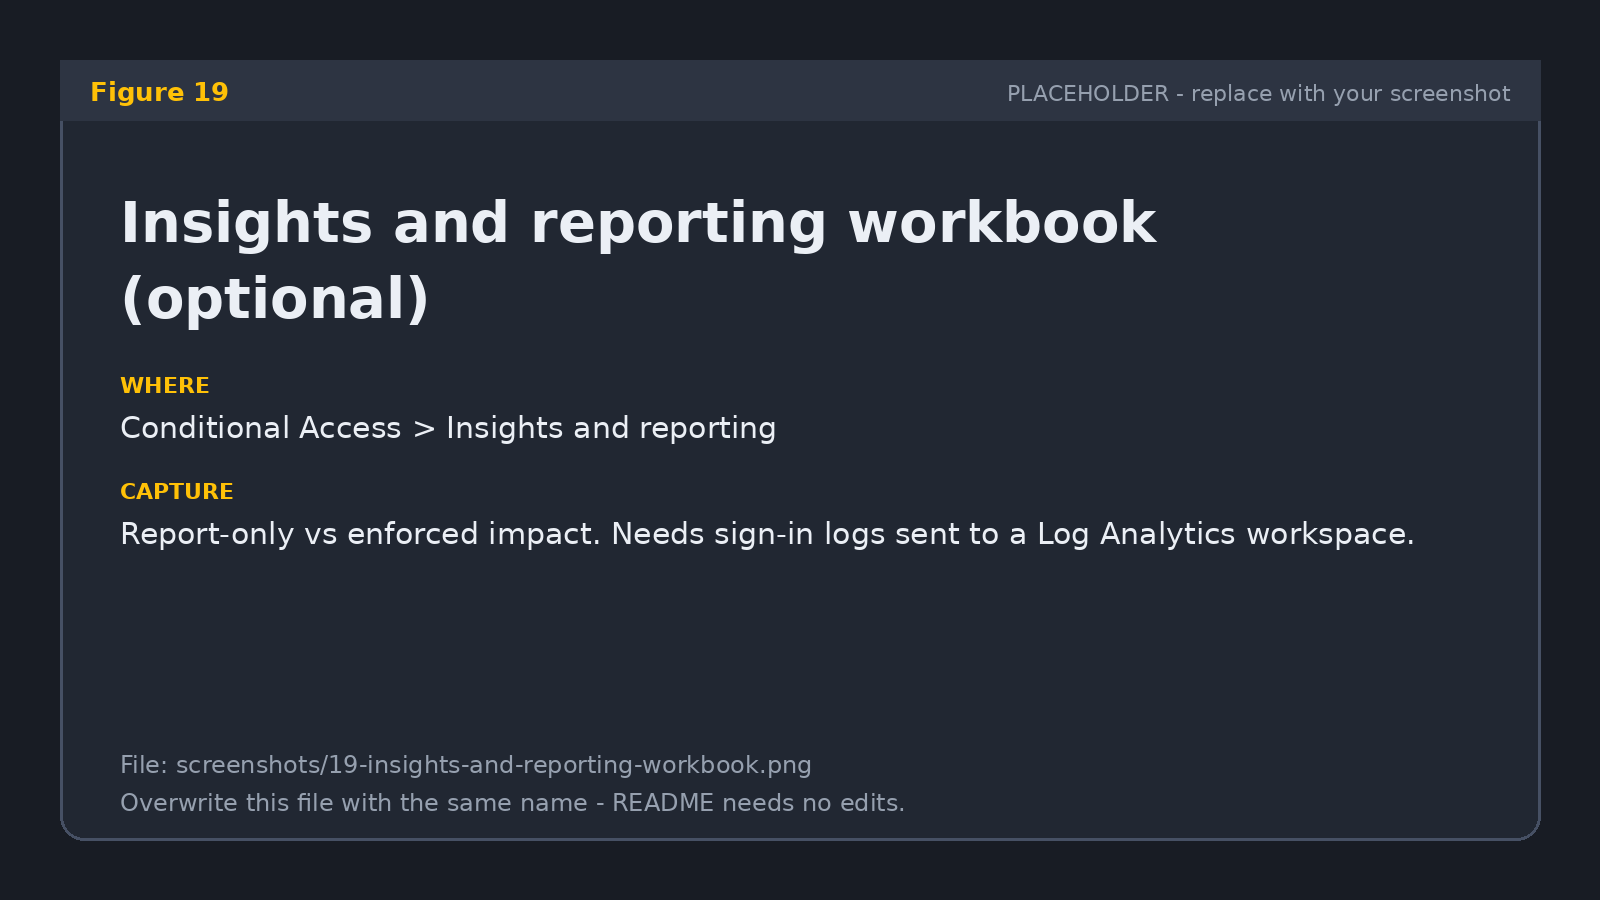 Figure 19
PLACEHOLDER - replace with your screenshot
Insights and reporting workbook
(optional)
WHERE
Conditional Access > Insights and reporting
CAPTURE
Report-only vs enforced impact. Needs sign-in logs sent to a Log Analytics workspace.
File: screenshots/19-insights-and-reporting-workbook.png
Overwrite this file with the same name - README needs no edits.